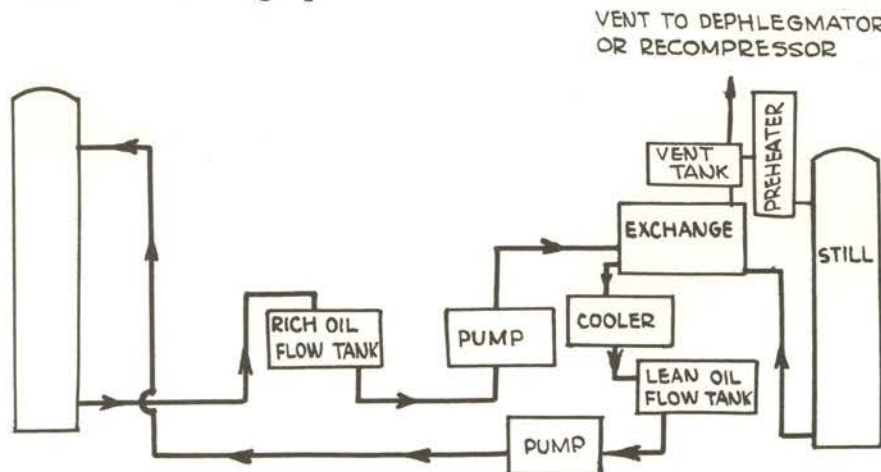 VENT TO DEPHLEGMATOR
OR RECOMPRESSOR
PREHEATER
VENT
TANK
EXCHANGE
STILL
RICH OIL
FLOW TANK
PUMP
COOLER
LEAN OIL
FLOW TANK
PUMP